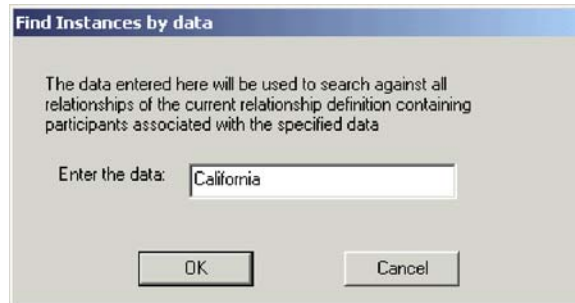 Find Instances by data
The data entered here will be used to search against all
relationships of the current relationship definition containing
participants associated with the specified data
Enter the data: California
OK Cancel